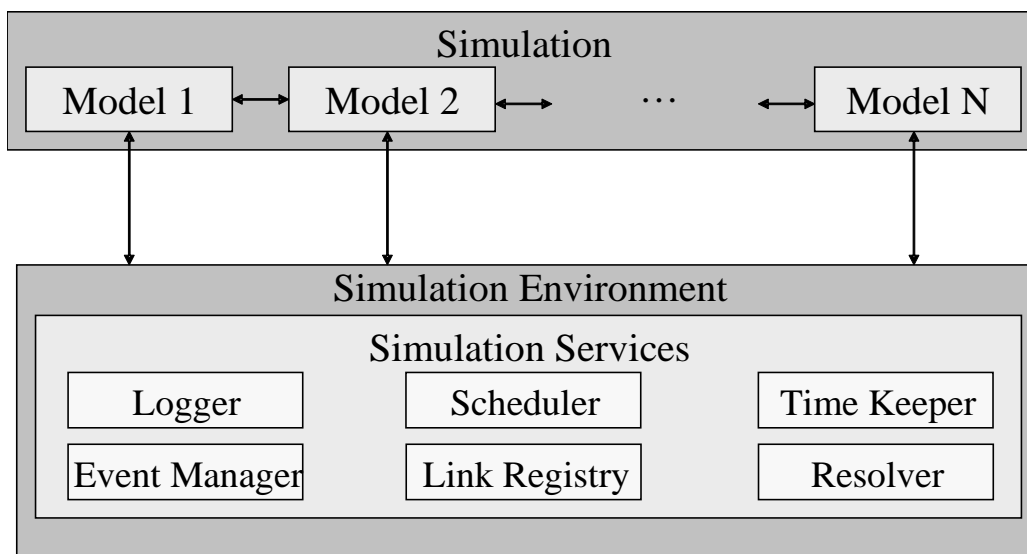 Simulation
Model 1
Model 2
...
Model N
Simulation Environment
Simulation Services
Logger
Scheduler
Time Keeper
Event Manager
Link Registry
Resolver